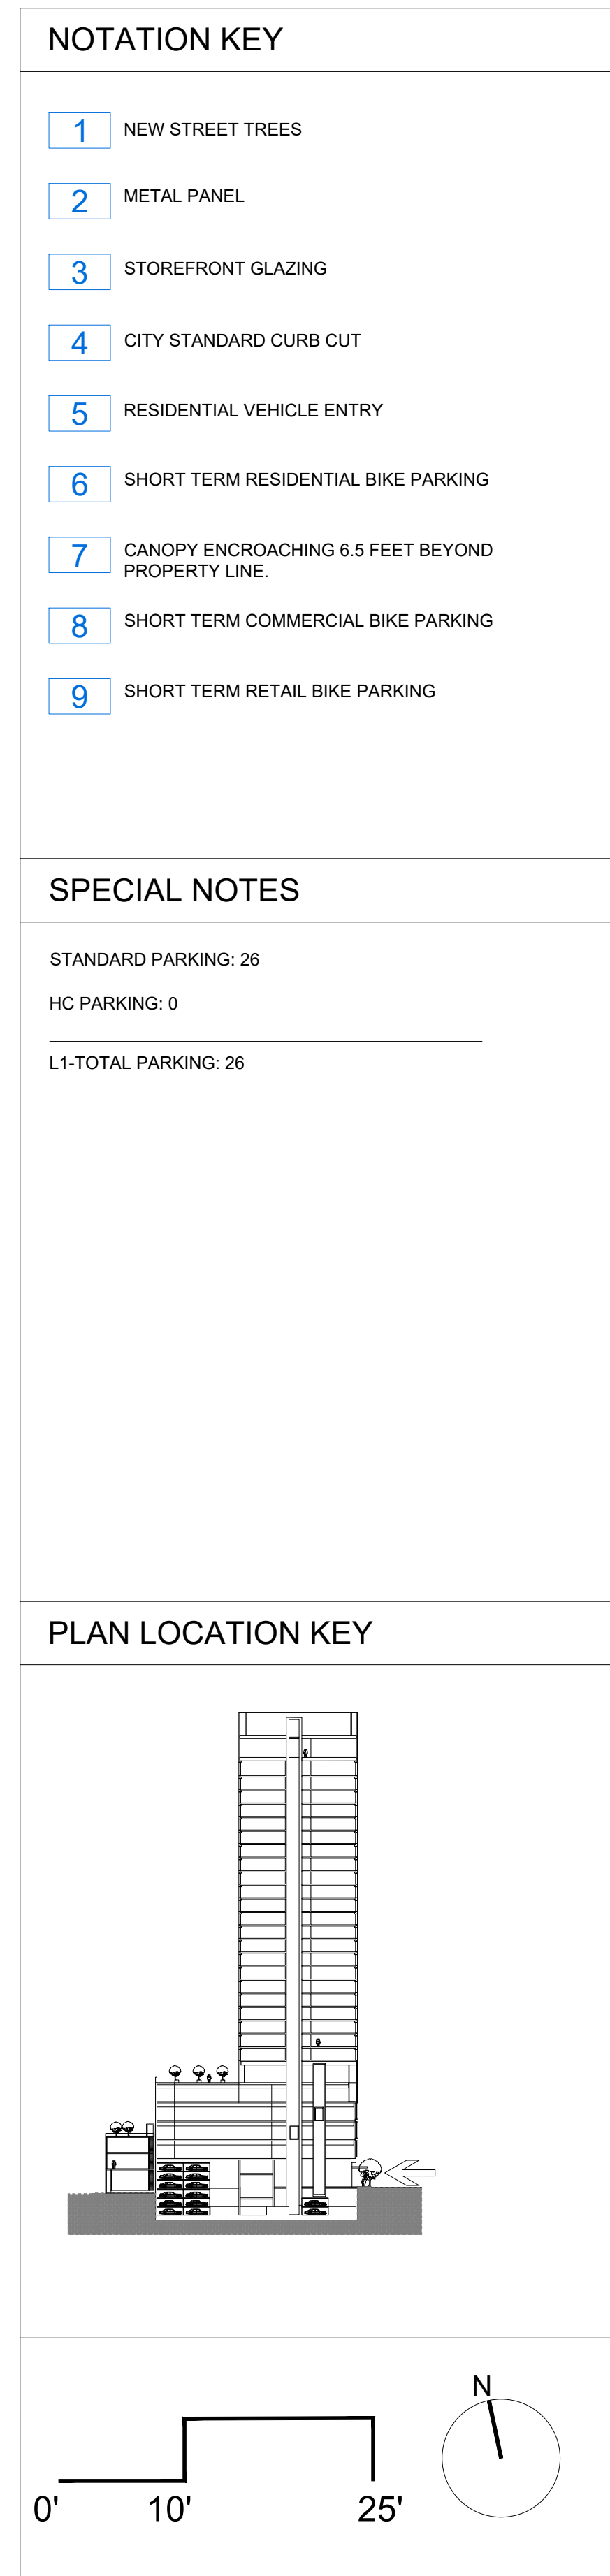 NOTATION KEY
1 NEW STREET TREES
2 METAL PANEL
3 STOREFRONT GLAZING
4 CITY STANDARD CURB CUT
5 RESIDENTIAL VEHICLE ENTRY
6 SHORT TERM RESIDENTIAL BIKE PARKING
7 CANOPY ENCROACHING 6.5 FEET BEYOND
PROPERTY LINE.
8 SHORT TERM COMMERCIAL BIKE PARKING
9 SHORT TERM RETAIL BIKE PARKING
SPECIAL NOTES
STANDARD PARKING: 26
HC PARKING: 0
L1-TOTAL PARKING: 26
PLAN LOCATION KEY
N
0' 10' 25'